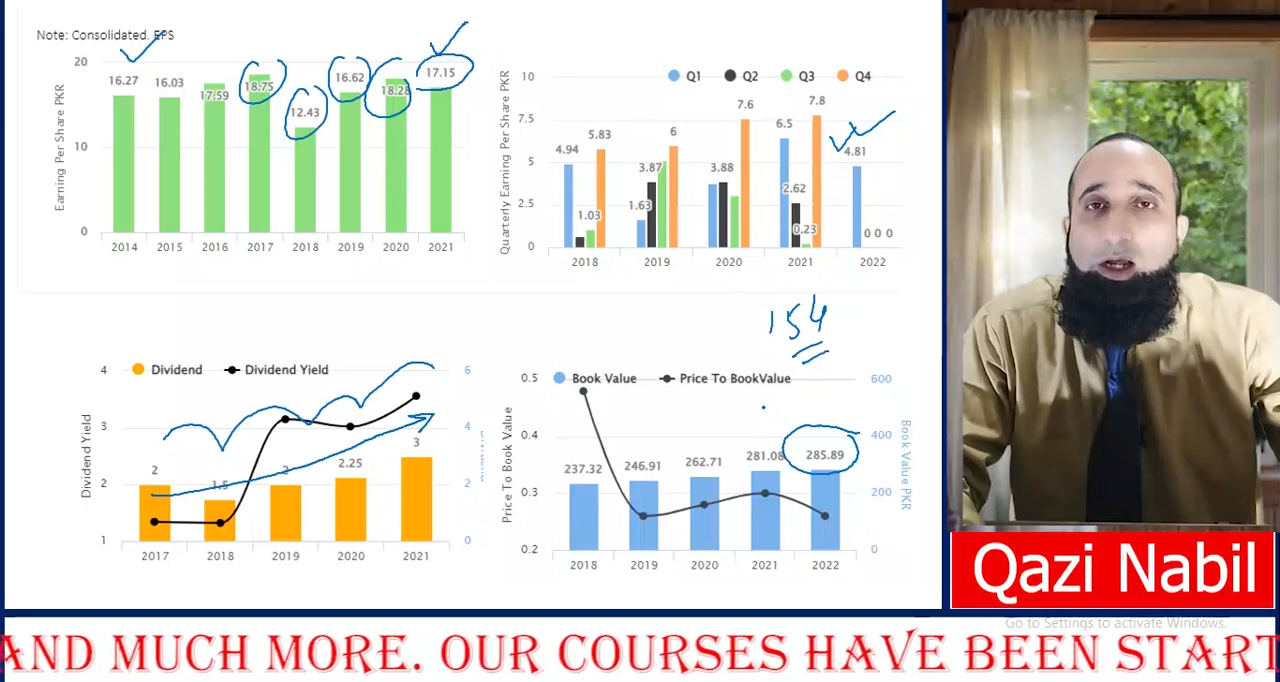 Note: Consolidated. EPS
Earning Per Share PKR
20
10
0
16.27 16.03 17.59 18.75 12.43 16.62 18.28 17.15
2014 2015 2016 2017 2018 2019 2020 2021
Q1 Q2 Q3 Q4
Quarterly Earning Per Share PKR
10
7.5
5
2.5
0
4.94 1.03 5.83 1.63 3.87 6 3.88 7.6 6.5 2.62 0.23 7.8 4.81 0 0 0
2018 2019 2020 2021 2022
154
Dividend Dividend Yield
Dividend Yield
4
3
2
1
6
4
2
0
2 1.5 2 2.25 3
2017 2018 2019 2020 2021
Book Value Price To BookValue
Price To Book Value
0.5
0.4
0.3
0.2
600
400
200
0
Book Value PKR
237.32 246.91 262.71 281.08 285.89
2018 2019 2020 2021 2022
Qazi Nabil
Go to Settings to activate Windows.
AND MUCH MORE. OUR COURSES HAVE BEEN START